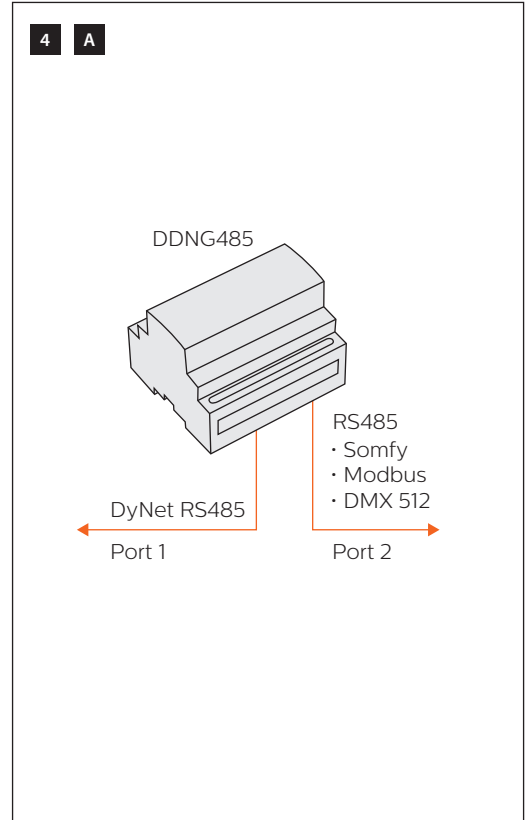 4 A
DDNG485
RS485
· Somfy
· Modbus
· DMX 512
DyNet RS485
Port 1
Port 2